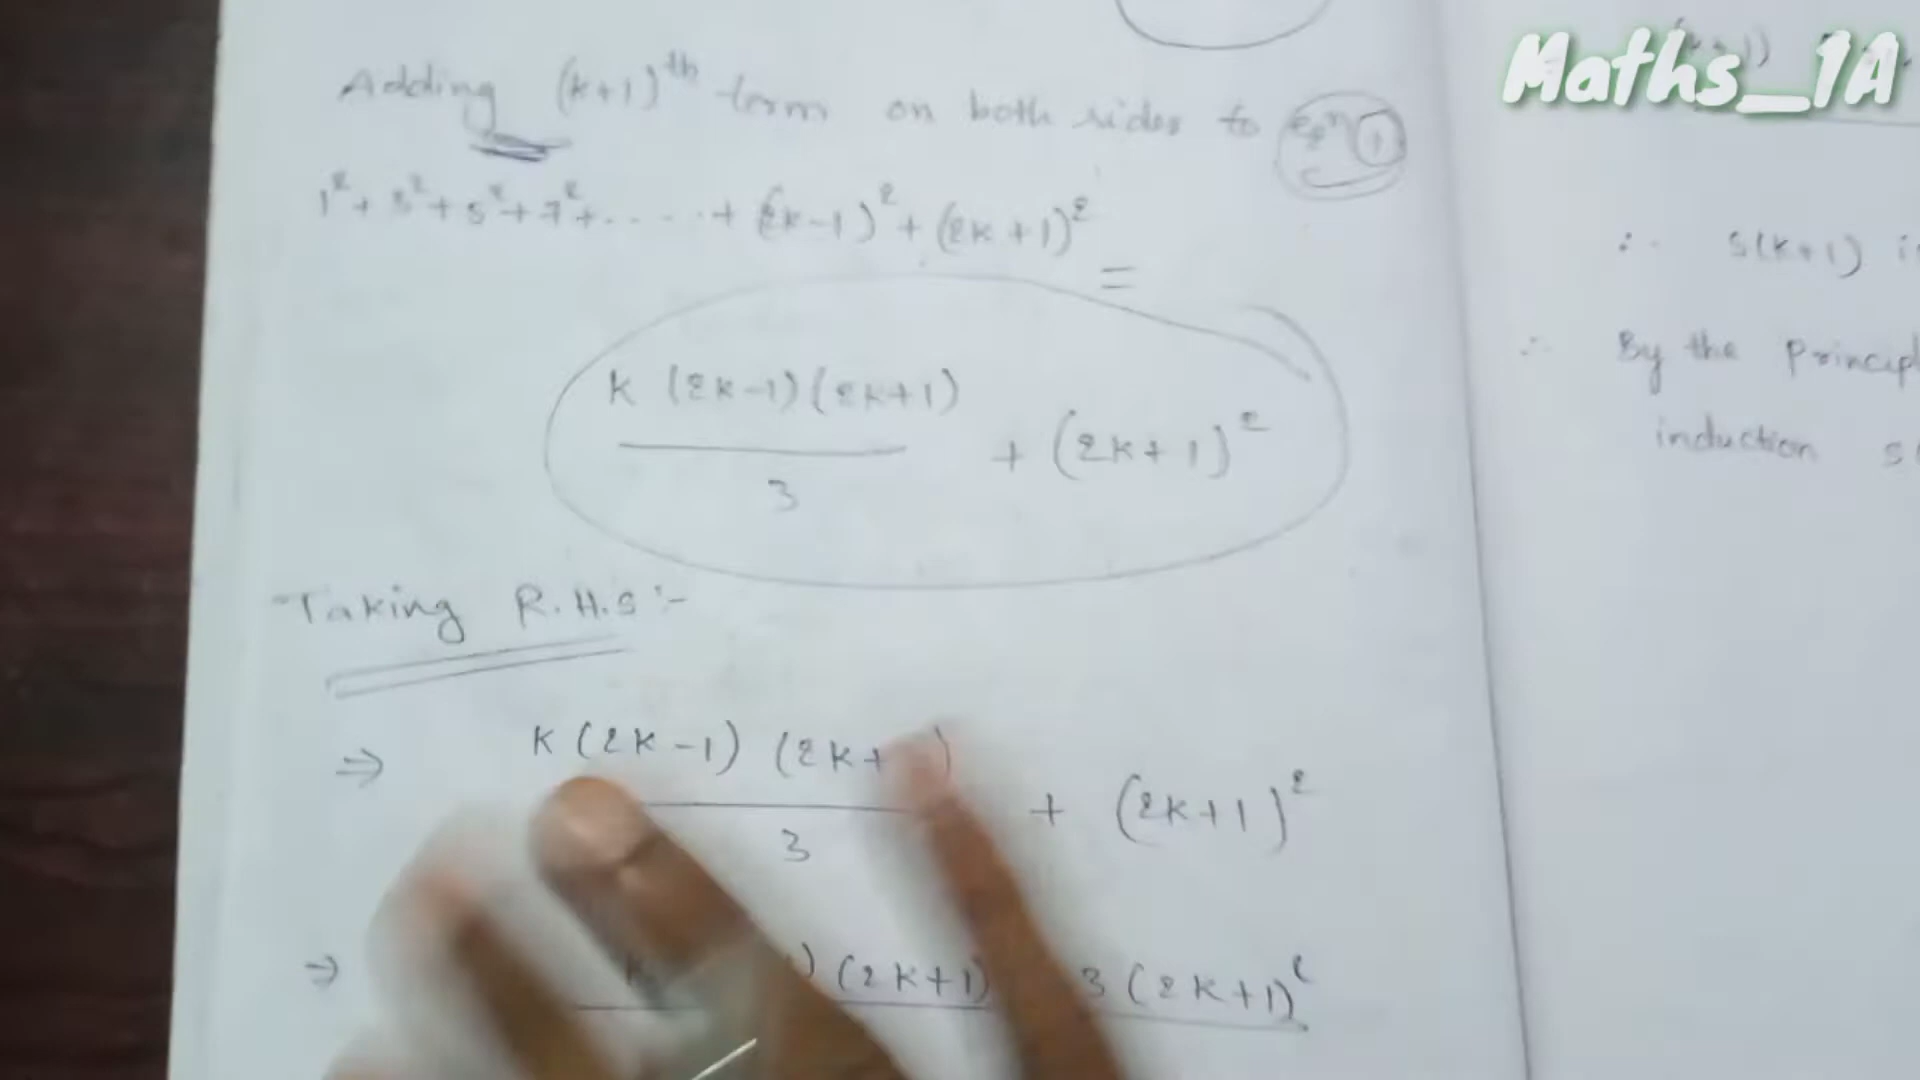 Maths_1A
Adding (k+1)th term on both sides to eqn 1
1² + 3² + 5² + 7² + ..... + (2k-1)² + (2k+1)²
=
k (2k-1)(2k+1)
3
+ (2k+1)²
Taking R.H.S :-
⇒ k(2k-1) (2k+ )
3
+ (2k+1)²
⇒ k ) (2k+1) 3(2k+1)²
∴ S(k+1) i
∴ By the princip
induction s